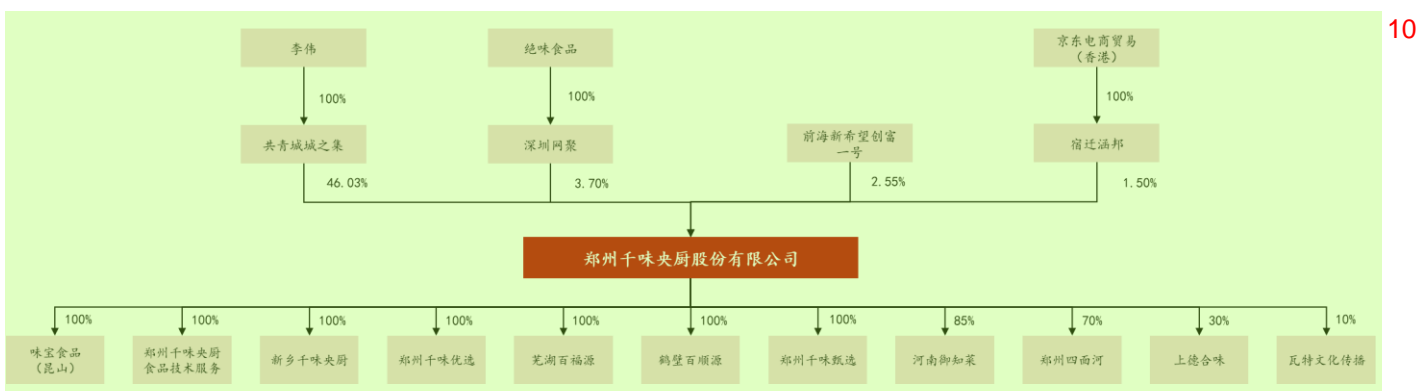 10
李伟
绝味食品
京东电商贸易
（香港）
100%
100%
100%
共青城城之集
深圳网聚
前海新希望创富
一号
宿迁涵邦
46.03%
3.70%
2.55%
1.50%
郑州千味央厨股份有限公司
100%
100%
100%
100%
100%
100%
100%
85%
70%
30%
10%
味宝食品
（昆山）
郑州千味央厨
食品技术服务
新乡千味央厨
郑州千味优选
芜湖百福源
鹤壁百顺源
郑州千味甄选
河南御知菜
郑州四面河
上德合味
瓦特文化传播